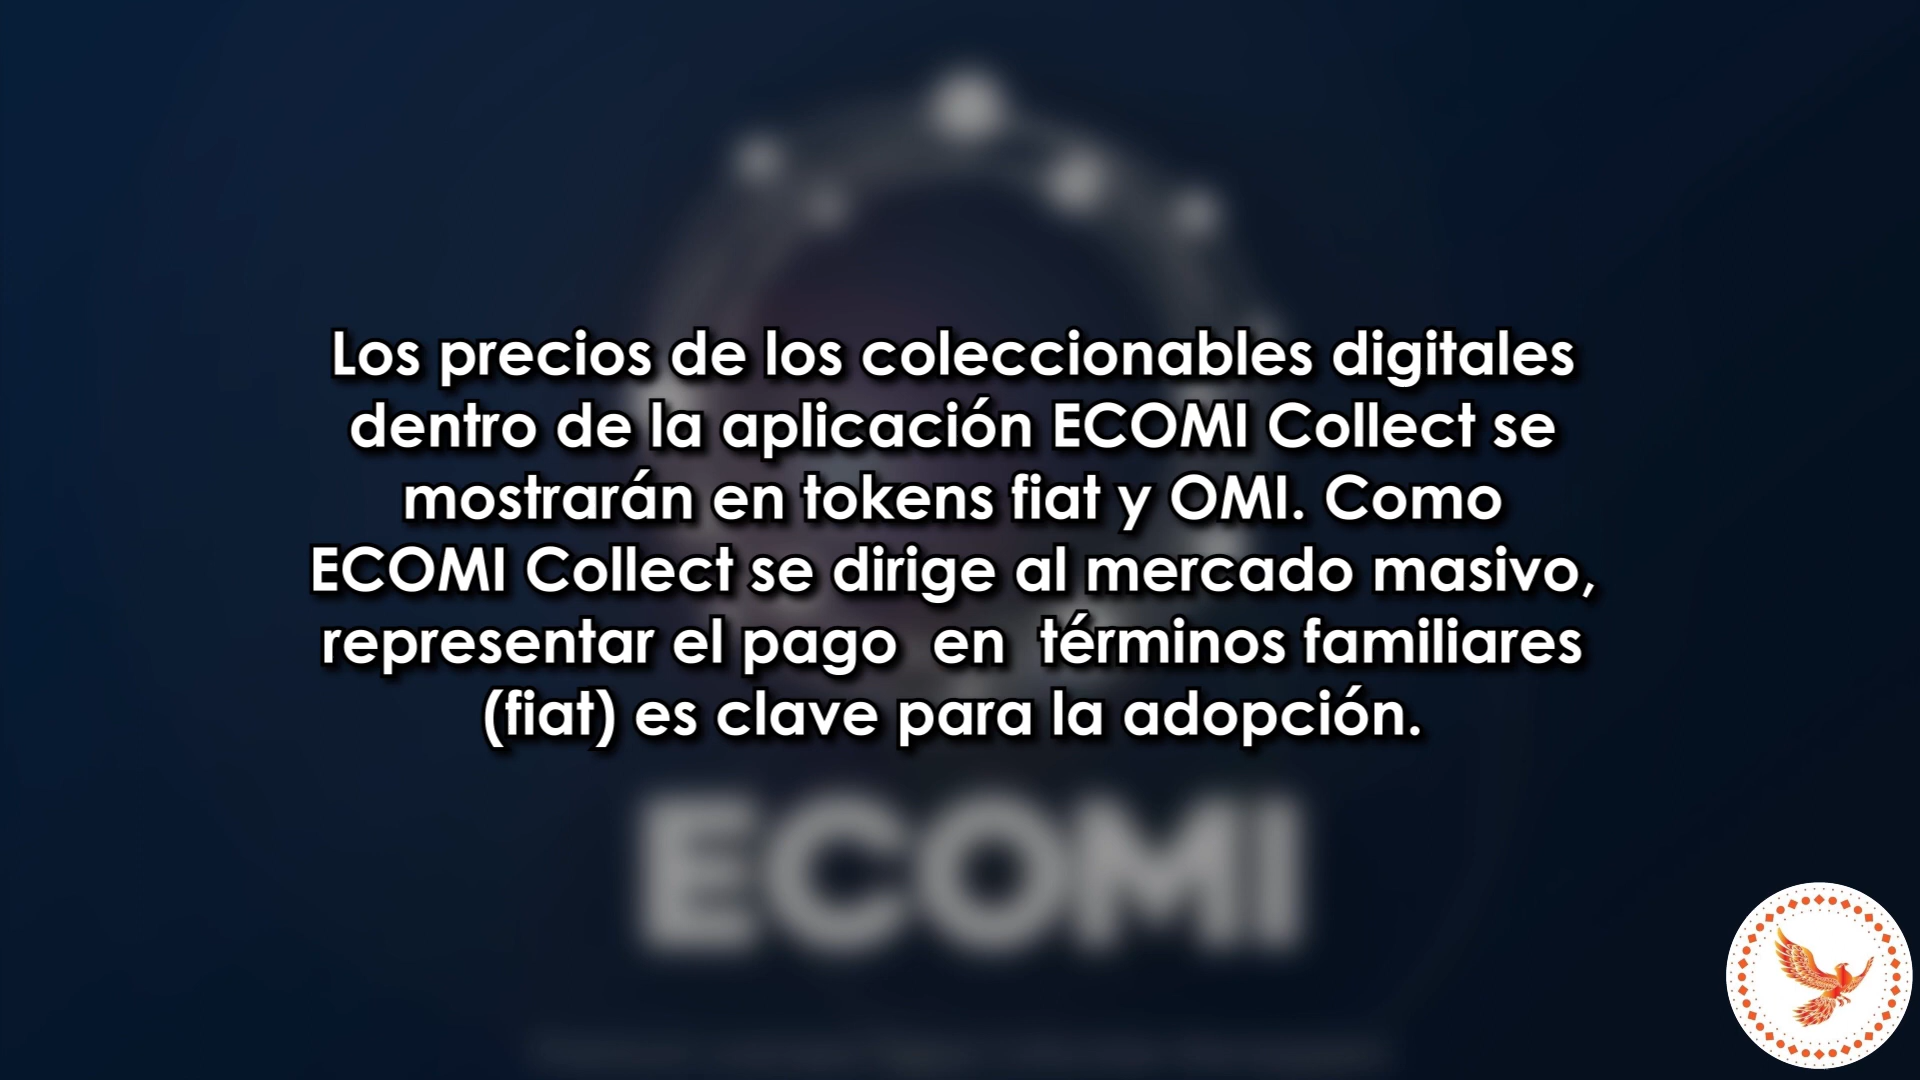 Los precios de los coleccionables digitales
dentro de la aplicación ECOMI Collect se
mostrarán en tokens fiat y OMI. Como
ECOMI Collect se dirige al mercado masivo,
representar el pago  en  términos familiares
(fiat) es clave para la adopción.
ECOMI